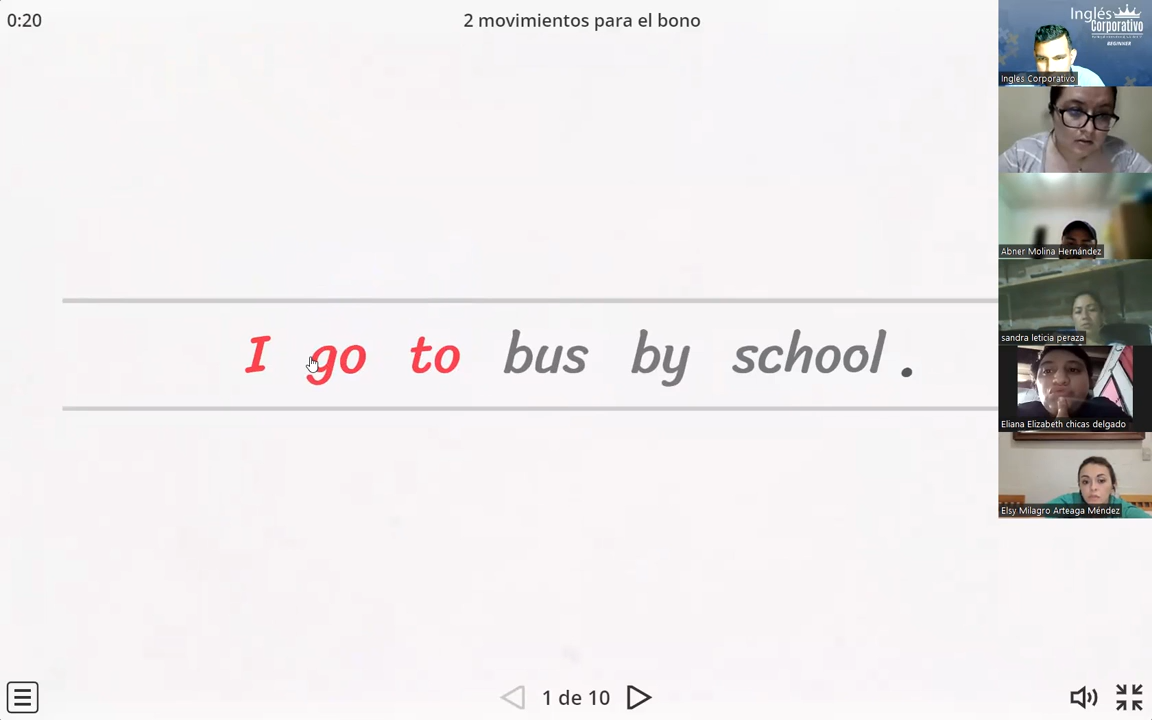 0:20
2 movimientos para el bono
Inglés
Corporativo
BEGINNER
Inglés Corporativo
Abner Molina Hernández
I go to bus by school .
sandra leticia peraza
Eliana Elizabeth chicas delgado
Elsy Milagro Arteaga Méndez
1 de 10